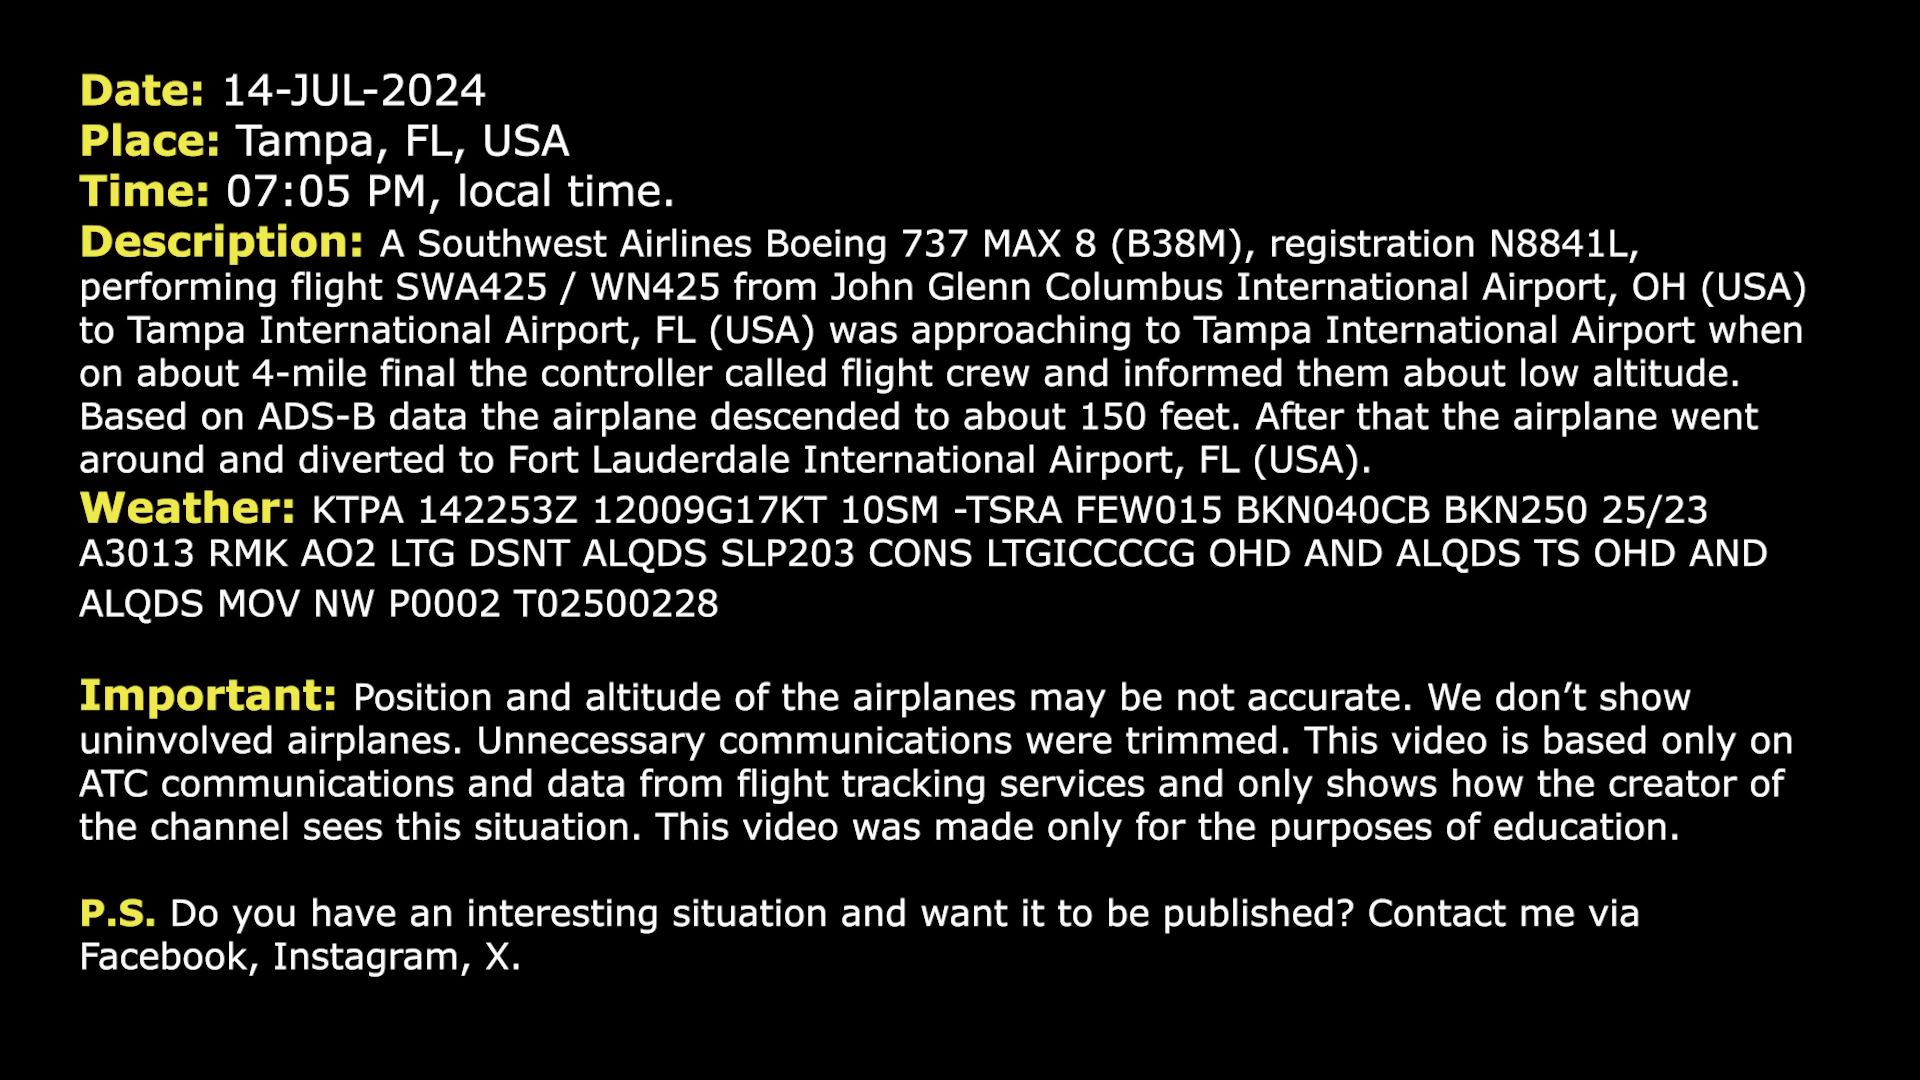 Date: 14-JUL-2024
Place: Tampa, FL, USA
Time: 07:05 PM, local time.
Description: A Southwest Airlines Boeing 737 MAX 8 (B38M), registration N8841L,
performing flight SWA425 / WN425 from John Glenn Columbus International Airport, OH (USA)
to Tampa International Airport, FL (USA) was approaching to Tampa International Airport when
on about 4-mile final the controller called flight crew and informed them about low altitude.
Based on ADS-B data the airplane descended to about 150 feet. After that the airplane went
around and diverted to Fort Lauderdale International Airport, FL (USA).
Weather: KTPA 142253Z 12009G17KT 10SM -TSRA FEW015 BKN040CB BKN250 25/23
A3013 RMK AO2 LTG DSNT ALQDS SLP203 CONS LTGICCCCG OHD AND ALQDS TS OHD AND
ALQDS MOV NW P0002 T02500228
Important: Position and altitude of the airplanes may be not accurate. We don’t show
uninvolved airplanes. Unnecessary communications were trimmed. This video is based only on
ATC communications and data from flight tracking services and only shows how the creator of
the channel sees this situation. This video was made only for the purposes of education.
P.S. Do you have an interesting situation and want it to be published? Contact me via
Facebook, Instagram, X.